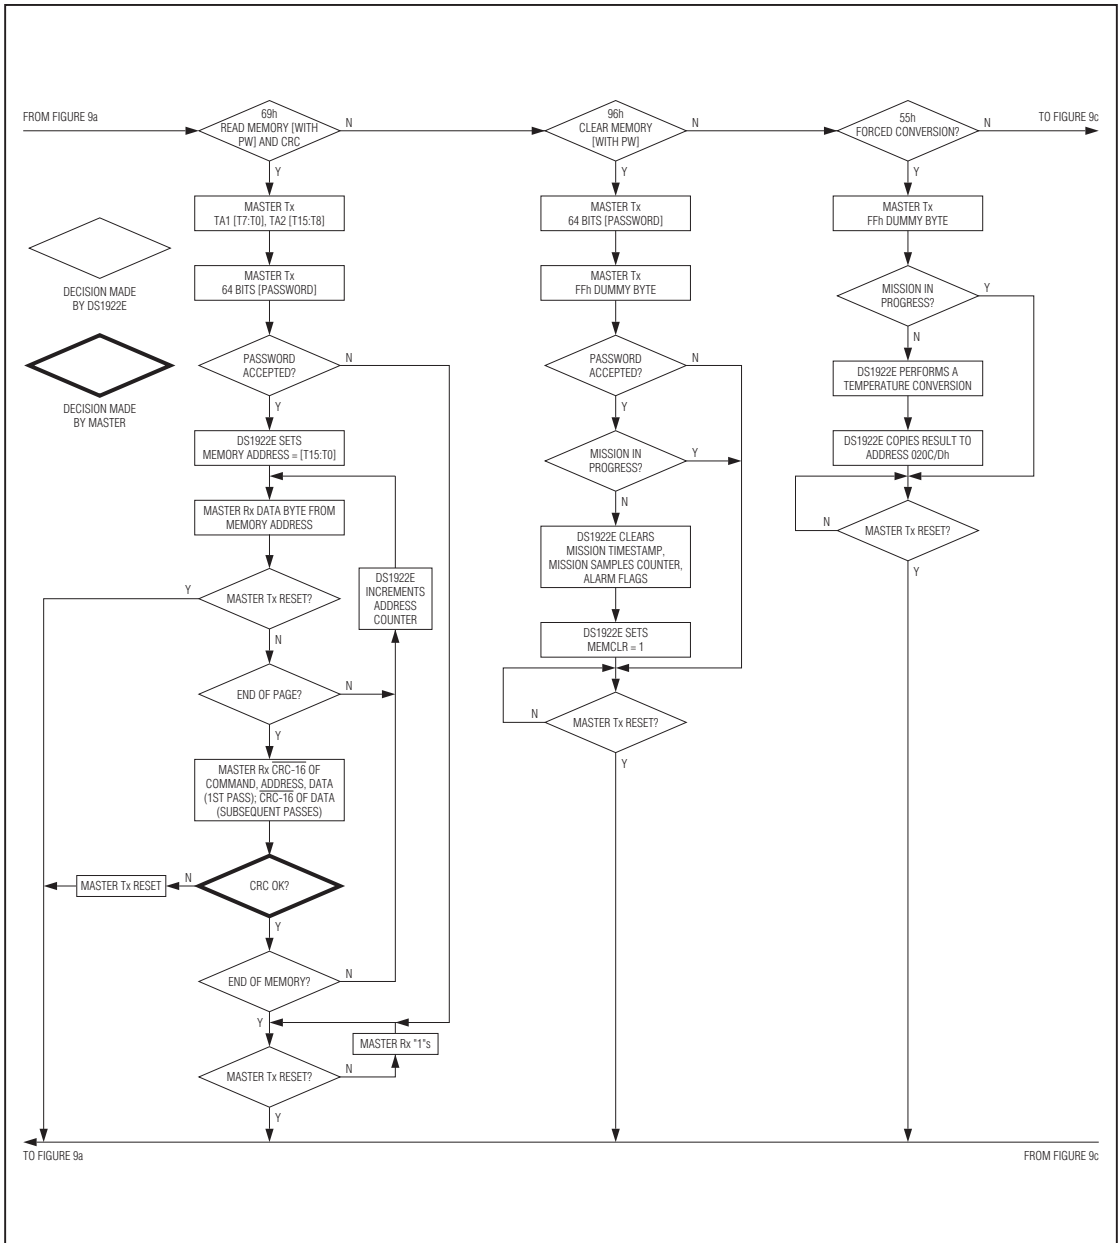 FROM FIGURE 9a
69h
READ MEMORY [WITH
PW] AND CRC
N
Y
MASTER Tx
TA1 [T7:T0], TA2 [T15:T8]
MASTER Tx
64 BITS [PASSWORD]
PASSWORD
ACCEPTED?
N
Y
DS1922E SETS
MEMORY ADDRESS = [T15:T0]
MASTER Rx DATA BYTE FROM
MEMORY ADDRESS
DS1922E
INCREMENTS
ADDRESS
COUNTER
Y
MASTER Tx RESET?
N
END OF PAGE?
N
Y
MASTER Rx CRC-16 OF
COMMAND, ADDRESS, DATA
(1ST PASS); CRC-16 OF DATA
(SUBSEQUENT PASSES)
MASTER Tx RESET
N
CRC OK?
Y
END OF MEMORY?
N
Y
MASTER Rx "1"s
MASTER Tx RESET?
N
Y
DECISION MADE
BY DS1922E
DECISION MADE
BY MASTER
96h
CLEAR MEMORY
[WITH PW]
N
Y
MASTER Tx
64 BITS [PASSWORD]
MASTER Tx
FFh DUMMY BYTE
PASSWORD
ACCEPTED?
N
Y
MISSION IN
PROGRESS?
Y
N
DS1922E CLEARS
MISSION TIMESTAMP,
MISSION SAMPLES COUNTER,
ALARM FLAGS
DS1922E SETS
MEMCLR = 1
N
MASTER Tx RESET?
Y
55h
FORCED CONVERSION?
N
TO FIGURE 9c
Y
MASTER Tx
FFh DUMMY BYTE
MISSION IN
PROGRESS?
Y
N
DS1922E PERFORMS A
TEMPERATURE CONVERSION
DS1922E COPIES RESULT TO
ADDRESS 020C/Dh
N
MASTER Tx RESET?
Y
TO FIGURE 9a
FROM FIGURE 9c